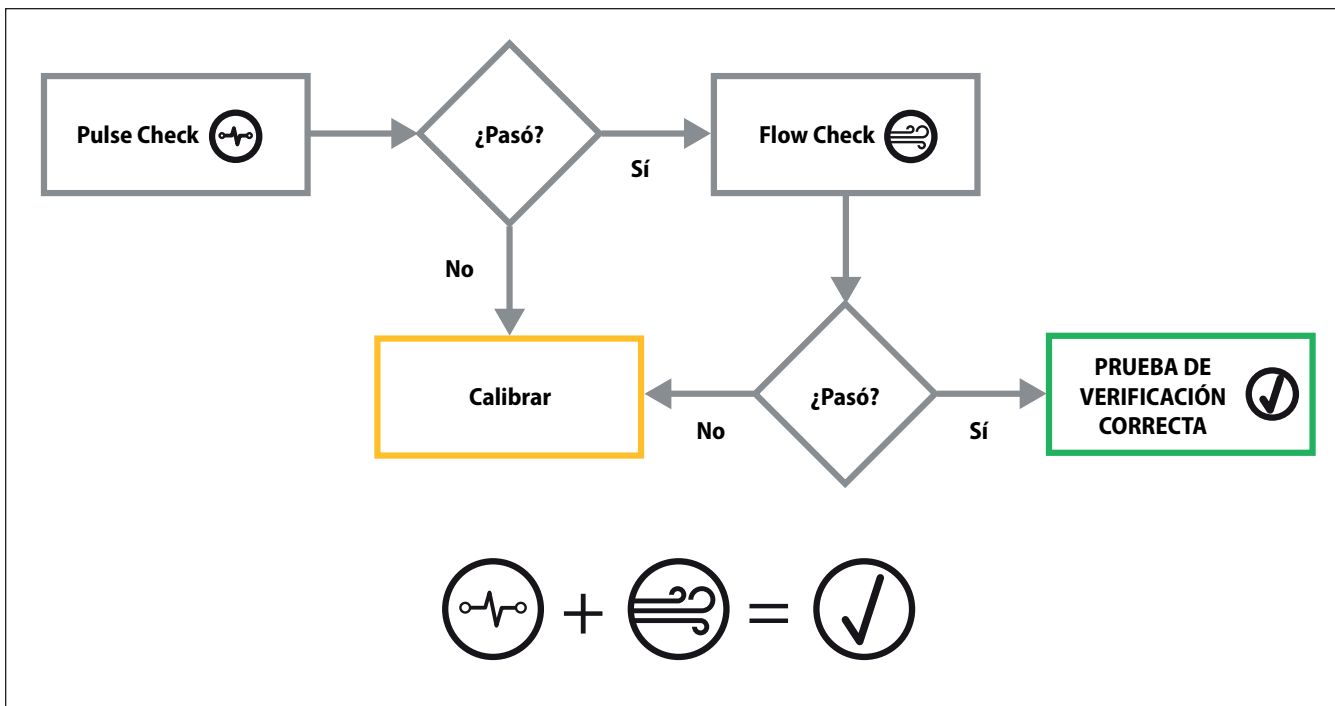 Pulse Check
¿Pasó?
Sí
Flow Check
No
Calibrar
No
¿Pasó?
Sí
PRUEBA DE
VERIFICACIÓN
CORRECTA
+
=